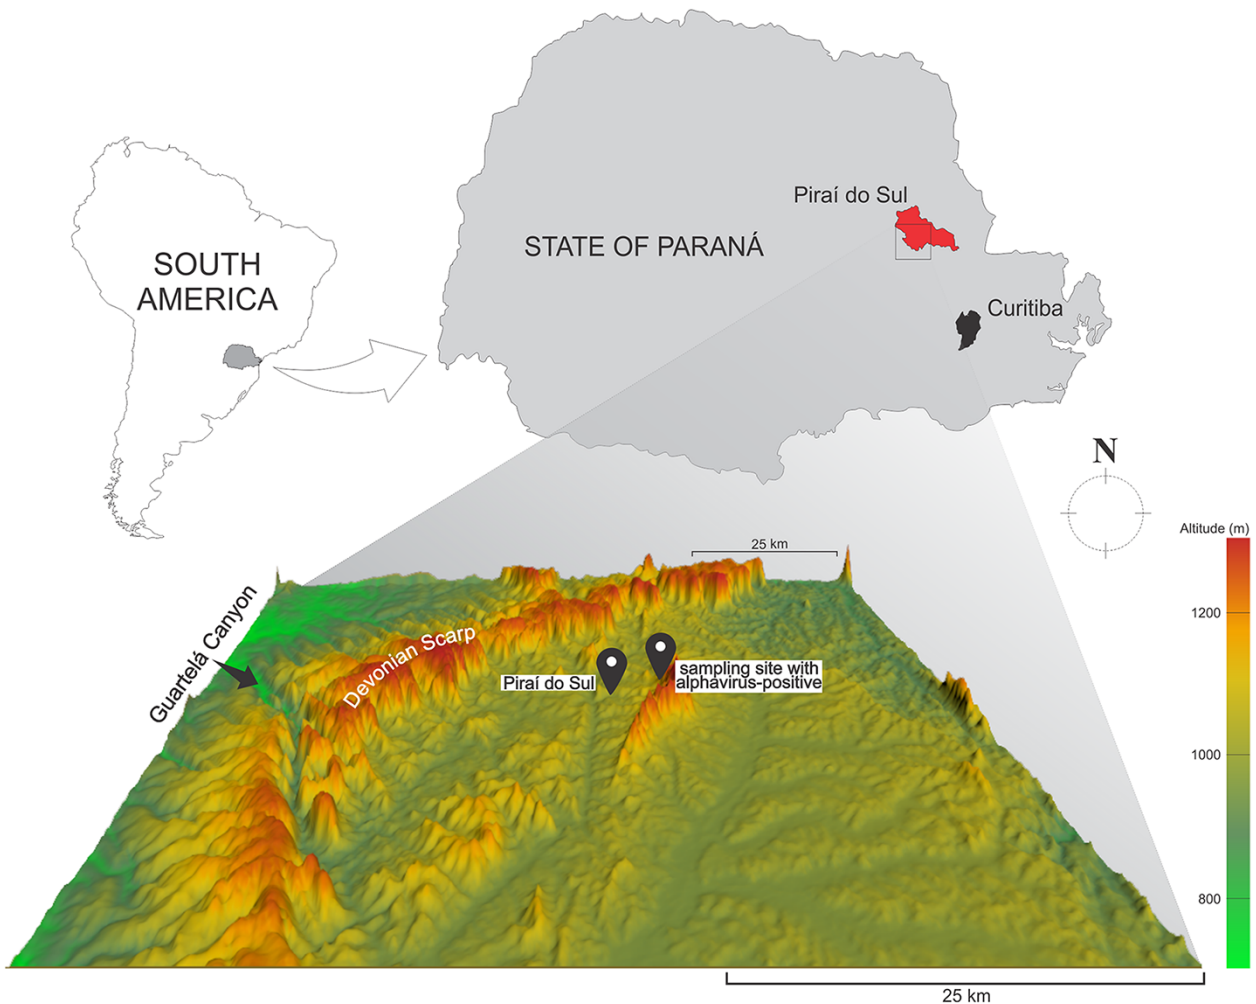 Piraí do Sul
STATE OF PARANÁ
SOUTH
AMERICA
Curitiba
N
Altitude (m)
25 km
1200
Guartelá Canyon
Devonian Scarp
Piraí do Sul
sampling site with
alphavirus-positive
1000
800
25 km